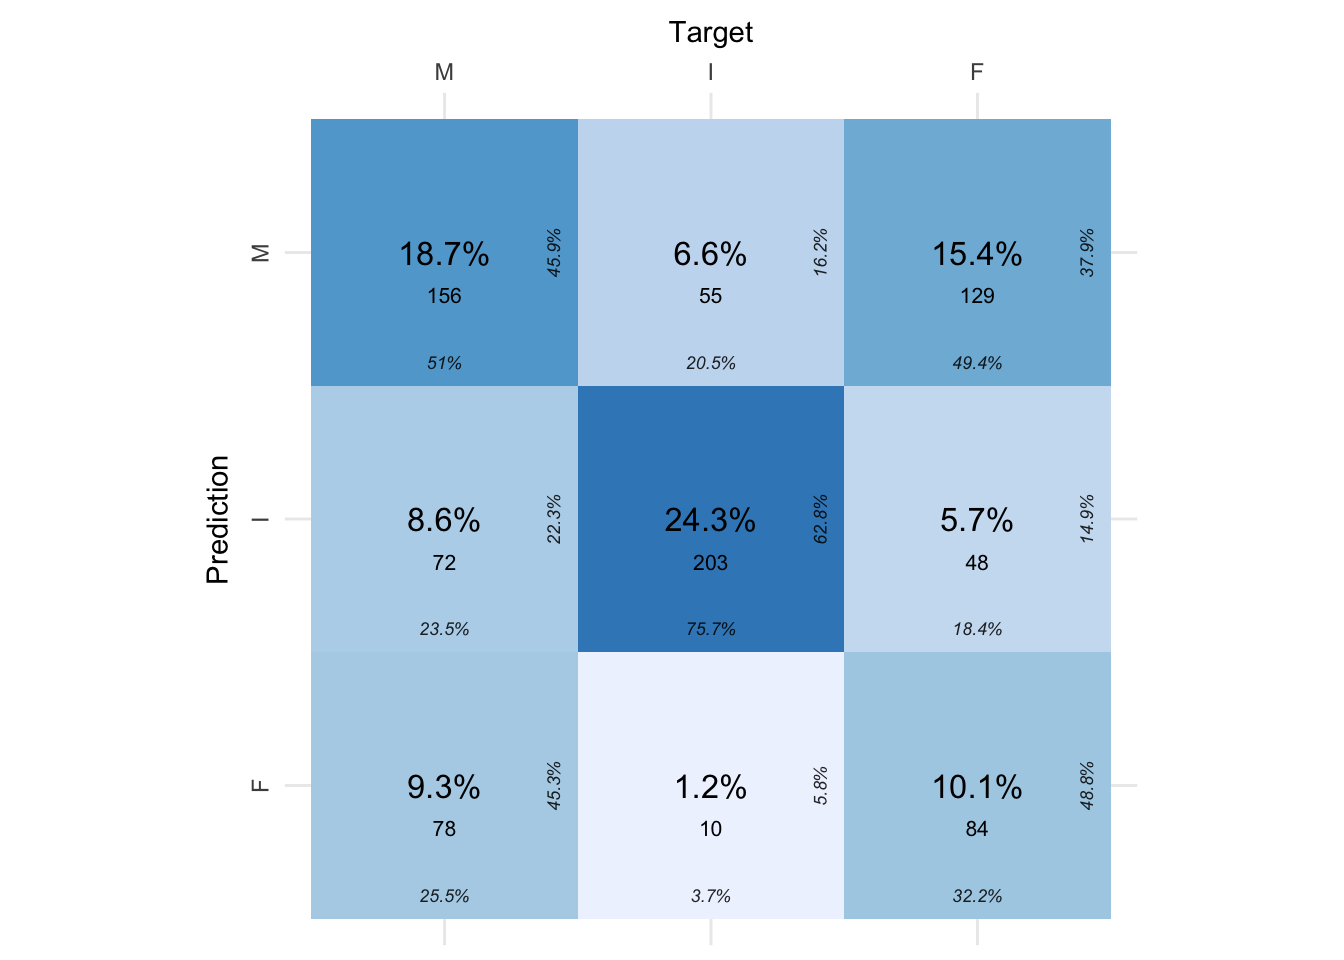 Target
M I F
M
18.7% 45.9% 6.6% 16.2% 15.4% 37.9%
156 55 129
51% 20.5% 49.4%
Prediction
I
8.6% 22.3% 24.3% 62.8% 5.7% 14.9%
72 203 48
23.5% 75.7% 18.4%
F
9.3% 45.3% 1.2% 5.8% 10.1% 48.8%
78 10 84
25.5% 3.7% 32.2%